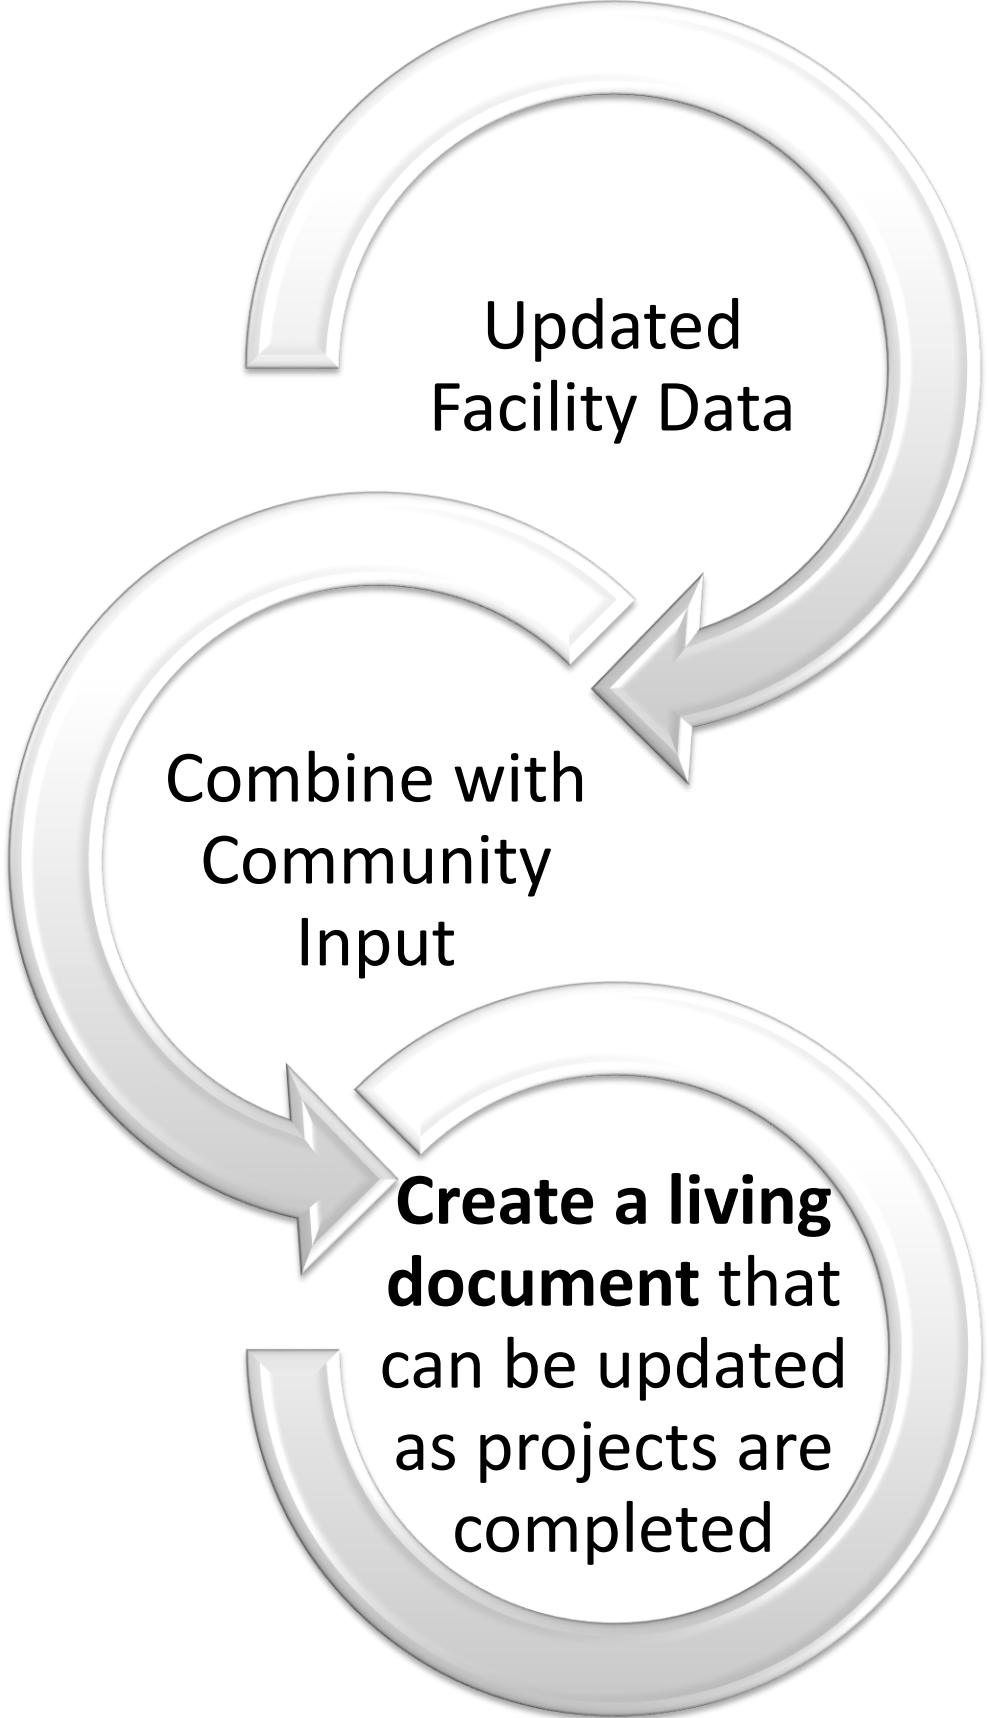 Updated
Facility Data
Combine with
Community
Input
Create a living
document that
can be updated
as projects are
completed